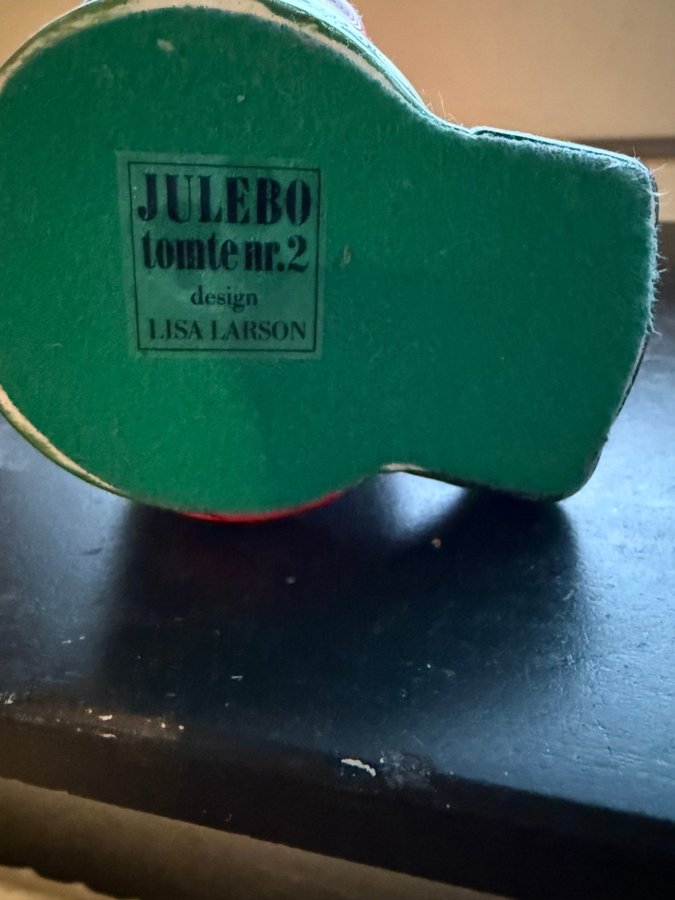 JULEBO
tomte nr.2
design
LISA LARSON